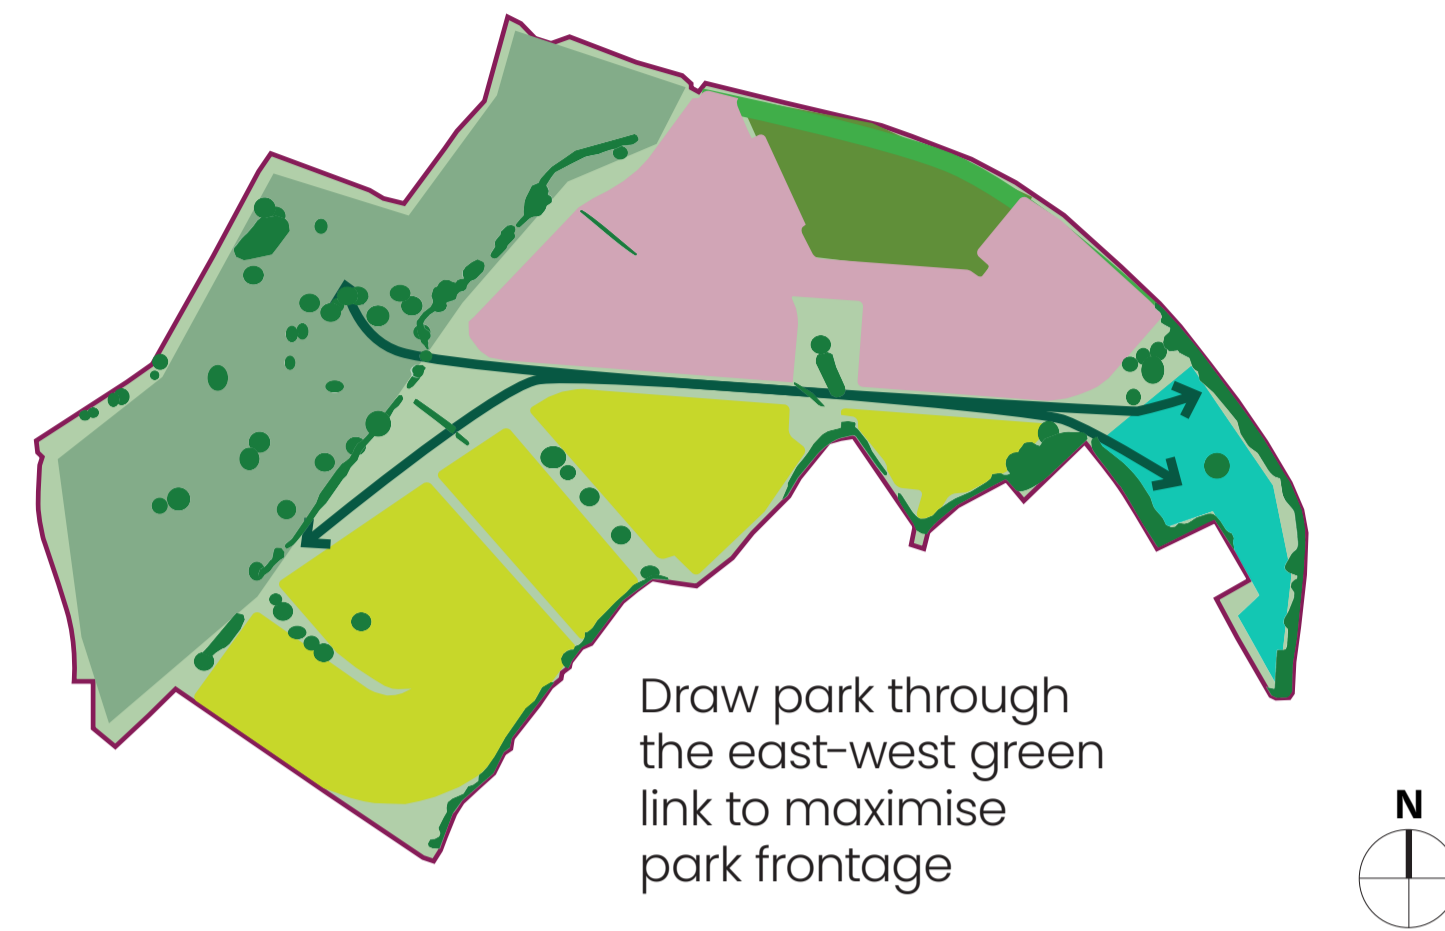 Draw park through
the east-west green
link to maximise
park frontage
N